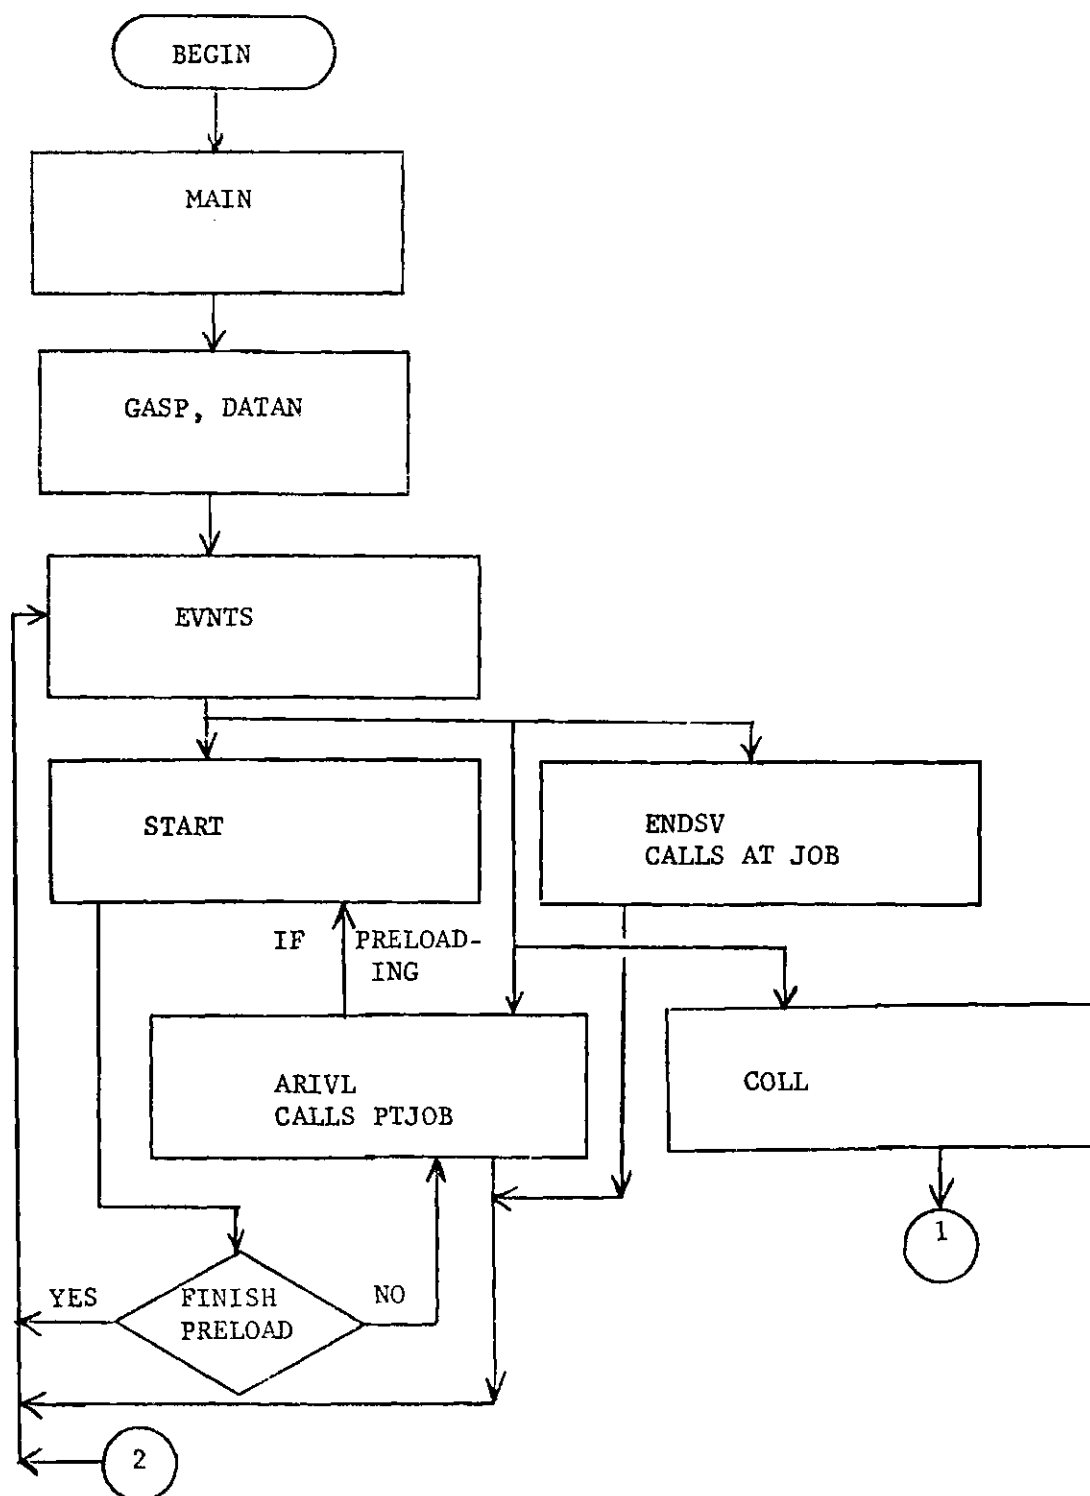 BEGIN
MAIN
GASP, DATAN
EVNTS
START
ENDSV
CALLS AT JOB
IF PRELOAD-
ING
ARIVL
CALLS PTJOB
COLL
1
YES
FINISH
PRELOAD
NO
2